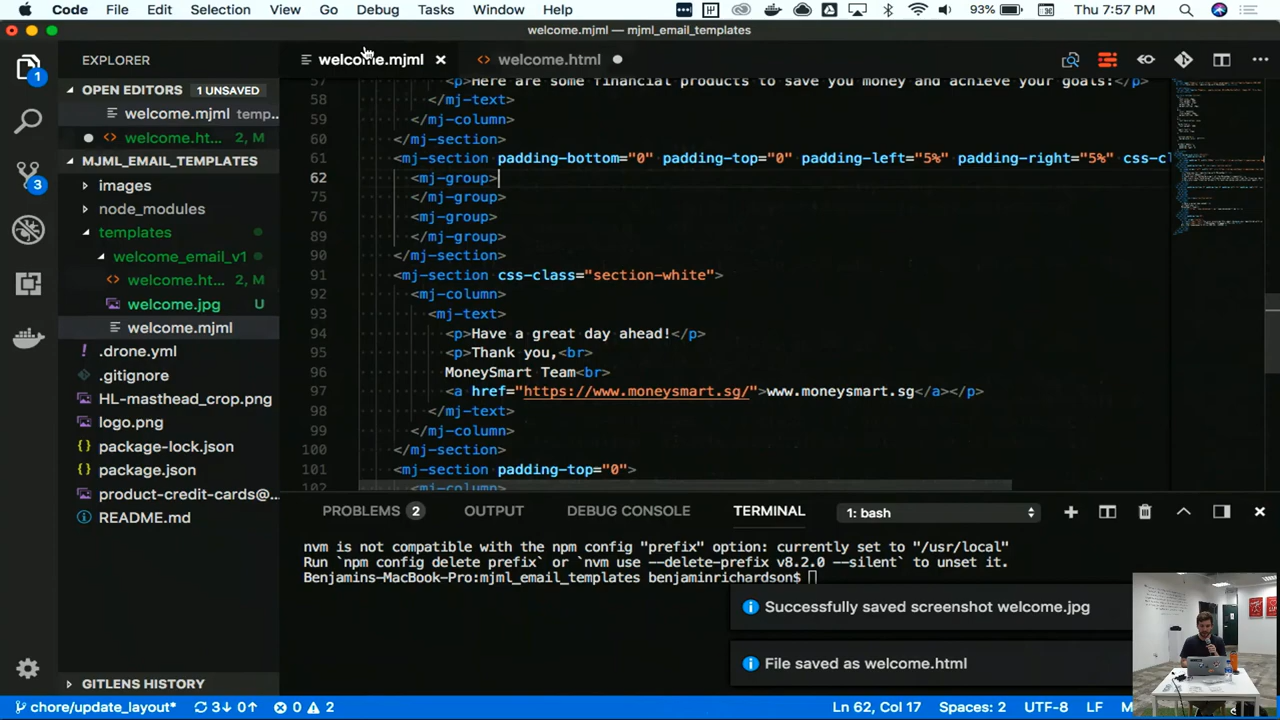 Code File Edit Selection View Go Debug Tasks Window Help 93% Thu 7:57 PM
welcome.mjml — mjml_email_templates
EXPLORER
welcome.mjml
welcome.html
OPEN EDITORS 1 UNSAVED
welcome.mjml temp...
welcome.ht... 2, M
MJML_EMAIL_TEMPLATES
images
node_modules
templates
welcome_email_v1
welcome.ht... 2, M
welcome.jpg U
welcome.mjml
.drone.yml
.gitignore
HL-masthead_crop.png
logo.png
package-lock.json
package.json
product-credit-cards@...
README.md
GITLENS HISTORY
1
3
57 <p>Here are some financial products to save you money and achieve your goals:</p>
58 </mj-text>
59 </mj-column>
60 </mj-section>
61 <mj-section padding-bottom="0" padding-top="0" padding-left="5%" padding-right="5%" css-cl
62 <mj-group>
75 </mj-group>
76 <mj-group>
89 </mj-group>
90 </mj-section>
91 <mj-section css-class="section-white">
92 <mj-column>
93 <mj-text>
94 <p>Have a great day ahead!</p>
95 <p>Thank you,<br>
96 MoneySmart Team<br>
97 <a href="https://www.moneysmart.sg/">www.moneysmart.sg</a></p>
98 </mj-text>
99 </mj-column>
100 </mj-section>
101 <mj-section padding-top="0">
102 <mj-column>
PROBLEMS 2 OUTPUT DEBUG CONSOLE TERMINAL 1: bash
nvm is not compatible with the npm config "prefix" option: currently set to "/usr/local"
Run `npm config delete prefix` or `nvm use --delete-prefix v8.2.0 --silent` to unset it.
Benjamins-MacBook-Pro:mjml_email_templates benjaminrichardson$
Successfully saved screenshot welcome.jpg
File saved as welcome.html
chore/update_layout* 3↓ 0↑ 0 2 Ln 62, Col 17 Spaces: 2 UTF-8 LF M